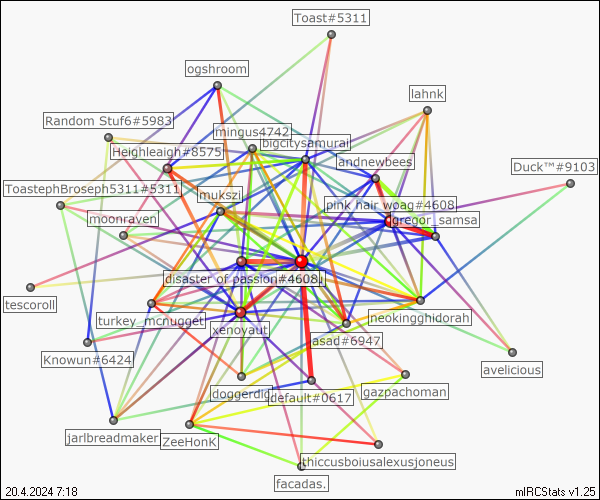 Toast#5311
ogshroom
lahnk
Random Stuf6#5983
mingus4742
bigcitysamurai
Heighleaigh#8575
andnewbees
Duck™#9103
ToastephBroseph5311#5311
mukszi
pink hair woag#4608
moonraven
gregor_samsa
disaster of passion#4608
tescoroll
turkey_mcnugget
neokingghidorah
xenoyaut
asad#6947
Knowun#6424
avelicious
doggerdig
default#0617
gazpachoman
jarlbreadmaker
ZeeHonK
thiccusboiusalexusjoneus
facadas.
20.4.2024 7:18
mIRCStats v1.25